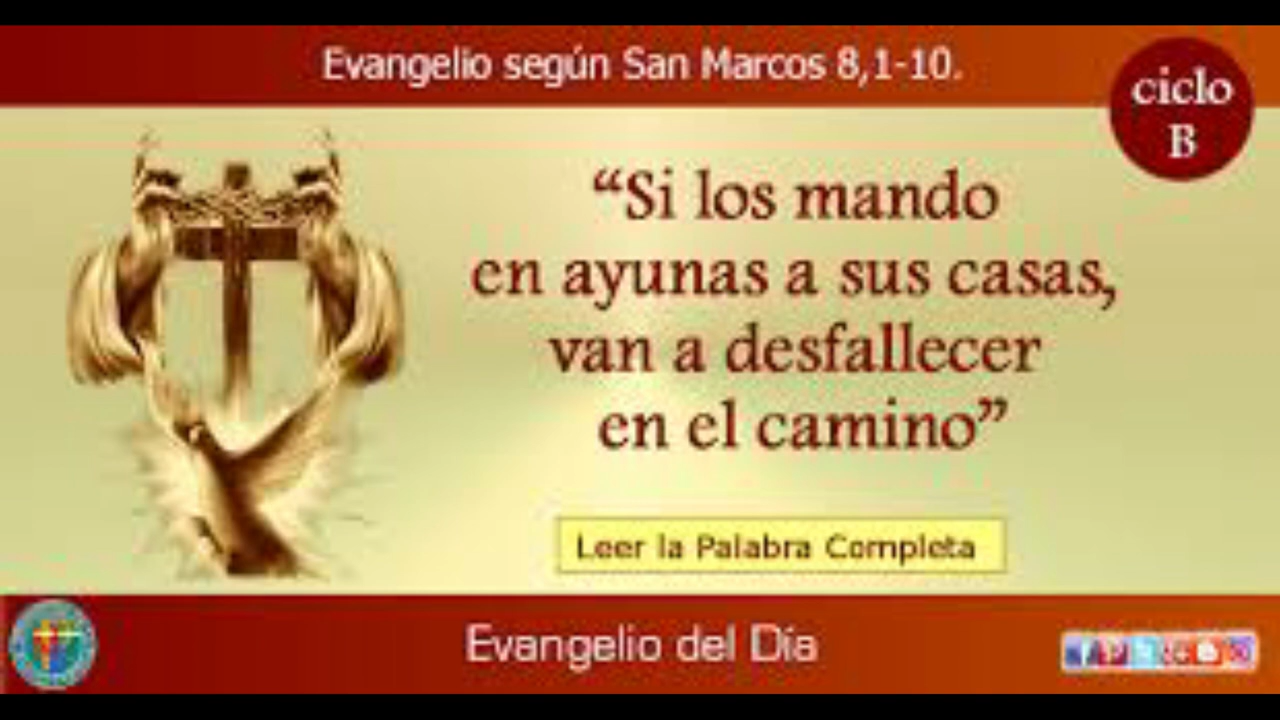 Evangelio según San Marcos 8,1-10.
ciclo
B
“Si los mando
en ayunas a sus casas,
van a desfallecer
en el camino”
Leer la Palabra Completa
Evangelio del Día